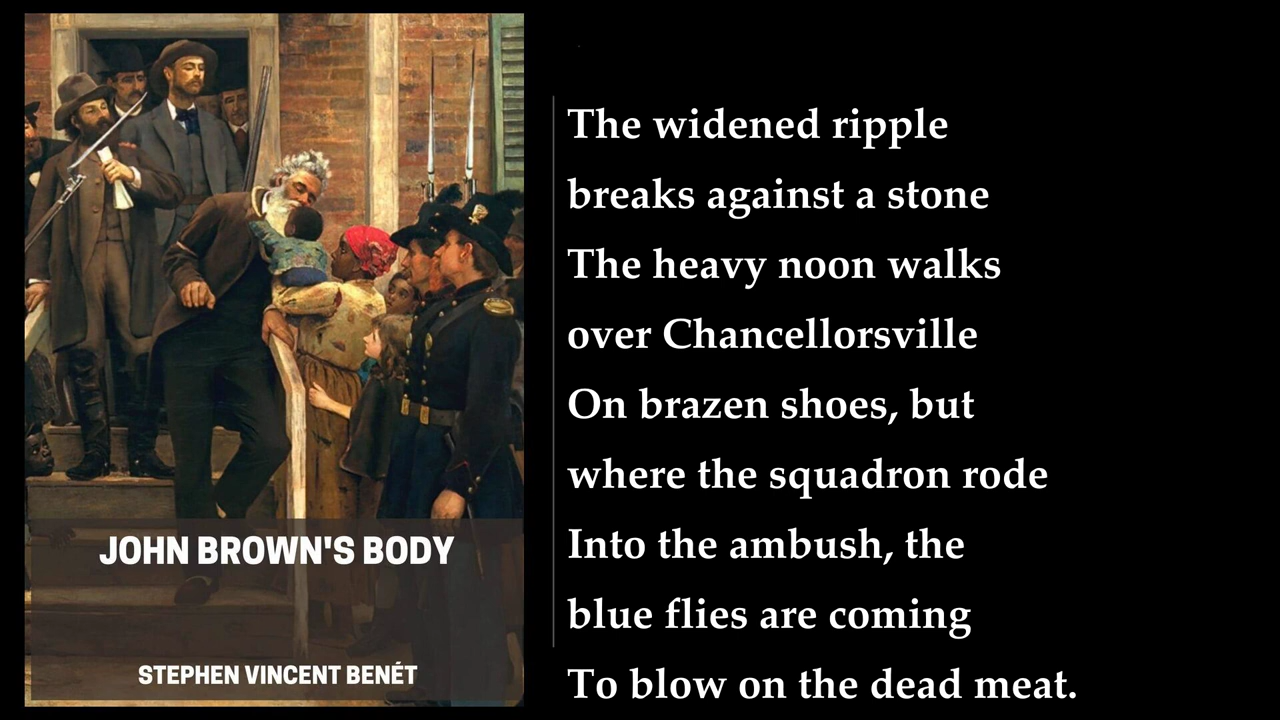 JOHN BROWN'S BODY
STEPHEN VINCENT BENÉT
The widened ripple
breaks against a stone
The heavy noon walks
over Chancellorsville
On brazen shoes, but
where the squadron rode
Into the ambush, the
blue flies are coming
To blow on the dead meat.